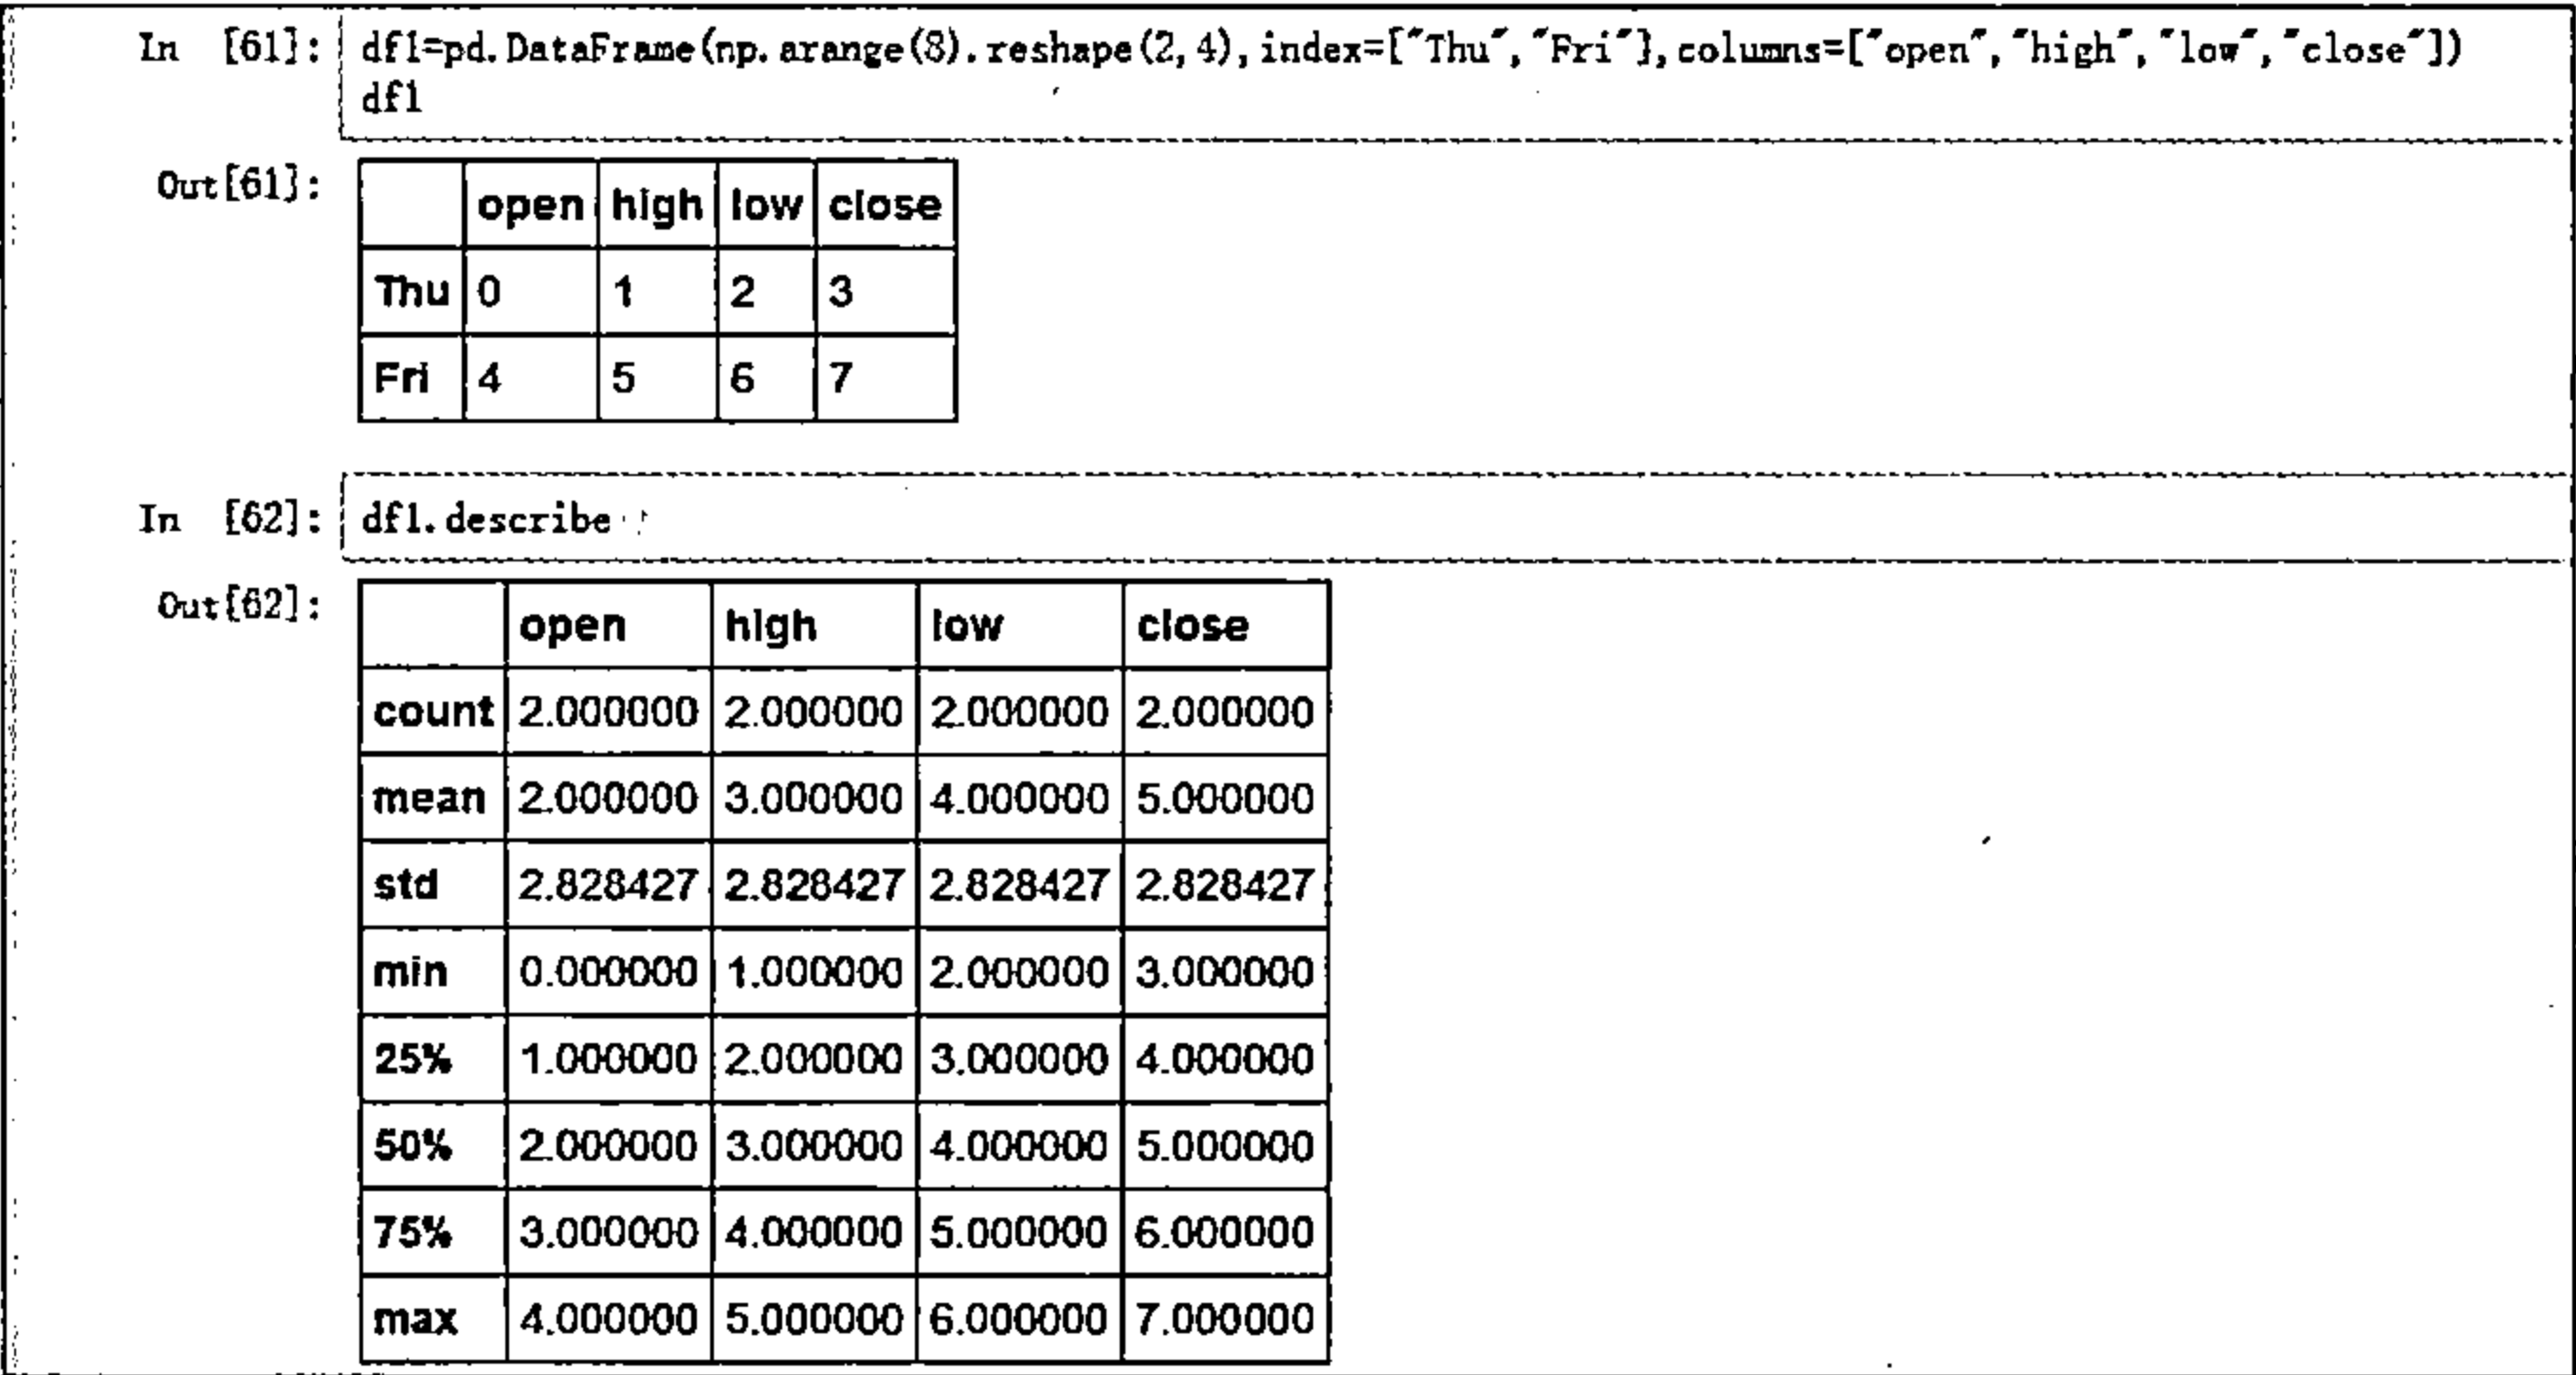 In [61]: df1=pd.DataFrame(np.arange(8).reshape(2,4),index=["Thu","Fri"],columns=["open","high","low","close"])
df1
Out[61]:
open high low close
Thu 0 1 2 3
Fri 4 5 6 7
In [62]: df1.describe
Out[62]:
open high low close
count 2.000000 2.000000 2.000000 2.000000
mean 2.000000 3.000000 4.000000 5.000000
std 2.828427 2.828427 2.828427 2.828427
min 0.000000 1.000000 2.000000 3.000000
25% 1.000000 2.000000 3.000000 4.000000
50% 2.000000 3.000000 4.000000 5.000000
75% 3.000000 4.000000 5.000000 6.000000
max 4.000000 5.000000 6.000000 7.000000